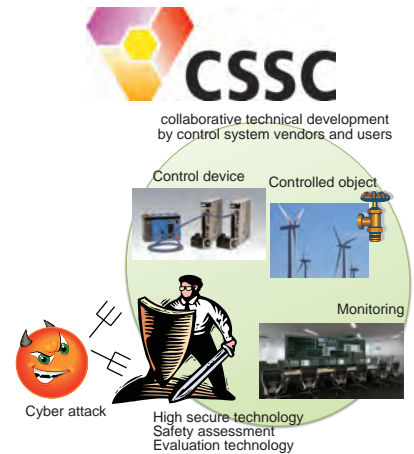 CSSC
collaborative technical development
by control system vendors and users
Control device
Controlled object
Monitoring
Cyber attack
High secure technology
Safety assessment
Evaluation technology